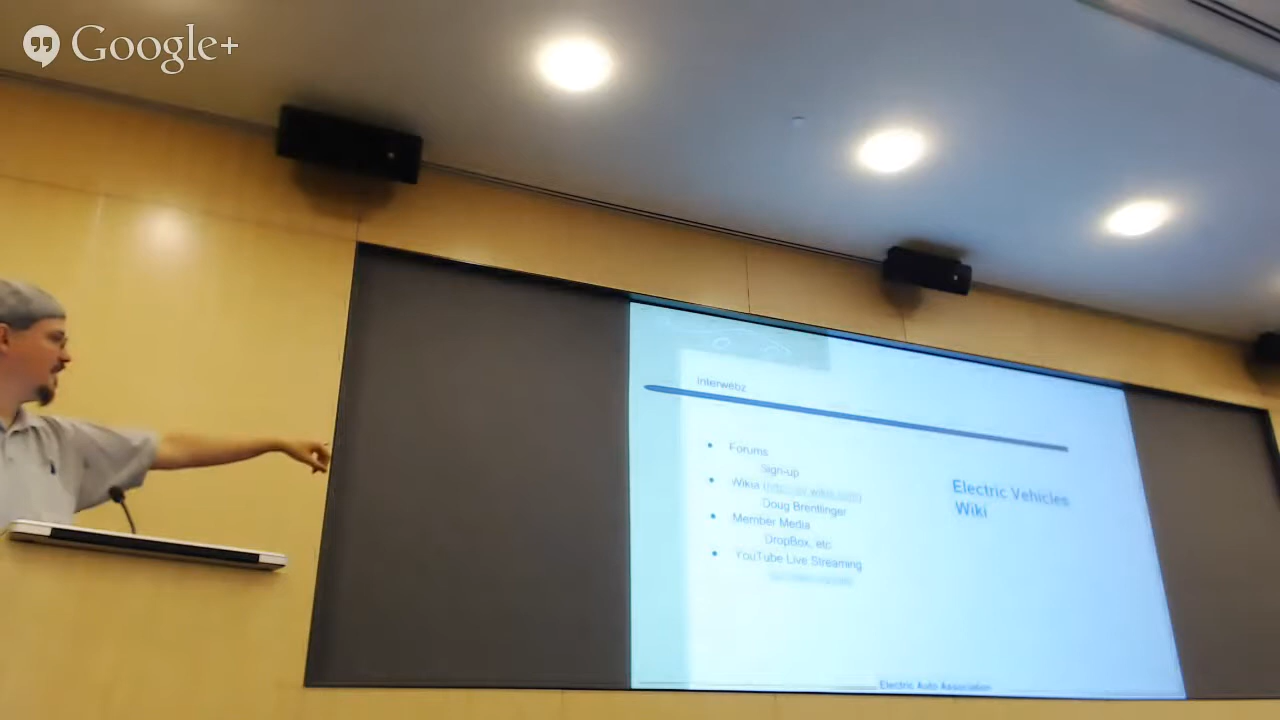 Google+
Interwebz
Forums
Sign-up
Wikia
Doug Brentlinger
Member Media
DropBox, etc
YouTube Live Streaming
Electric Vehicles
Wiki
Electric Auto Association